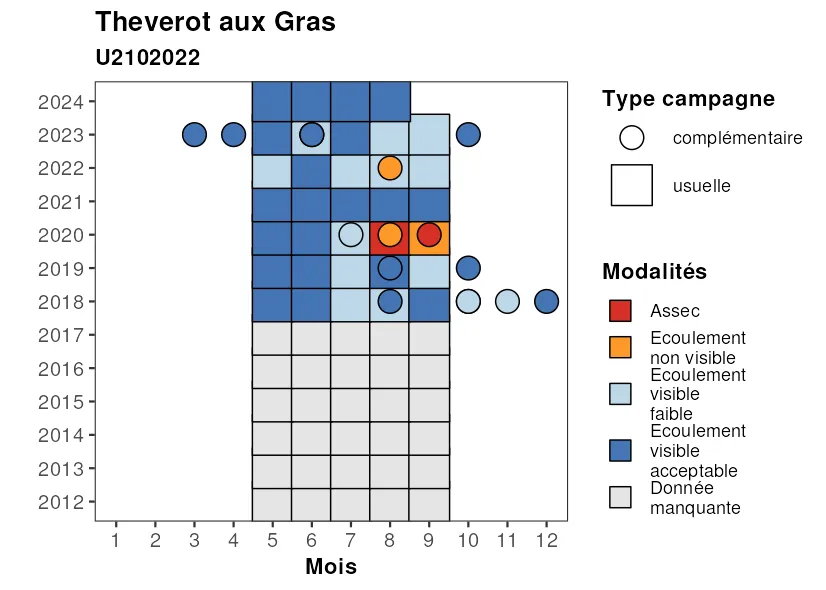 Theverot aux Gras
U2102022
2024
2023
2022
2021
2020
2019
2018
2017
2016
2015
2014
2013
2012
1 2 3 4 5 6 7 8 9 10 11 12
Mois
Type campagne
complémentaire
usuelle
Modalités
Assec
Ecoulement
non visible
Ecoulement
visible
faible
Ecoulement
visible
acceptable
Donnée
manquante